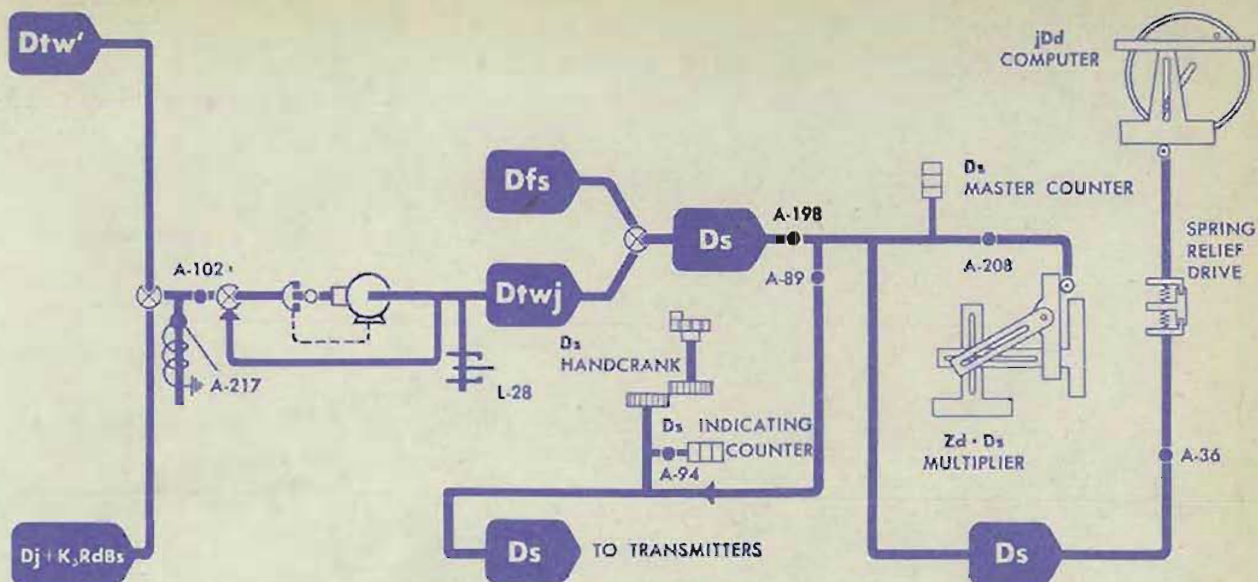 Dtw'
jDd
COMPUTER
Dfs
Ds
MASTER COUNTER
A-198
Ds
SPRING
RELIEF
DRIVE
A-102
A-89
A-208
Dtwj
Ds
HANDCRANK
A-217
L-28
Ds INDICATING
COUNTER
A-94
Zd · Ds
MULTIPLIER
A-36
Dj + K₃RdBs
Ds
TO TRANSMITTERS
Ds